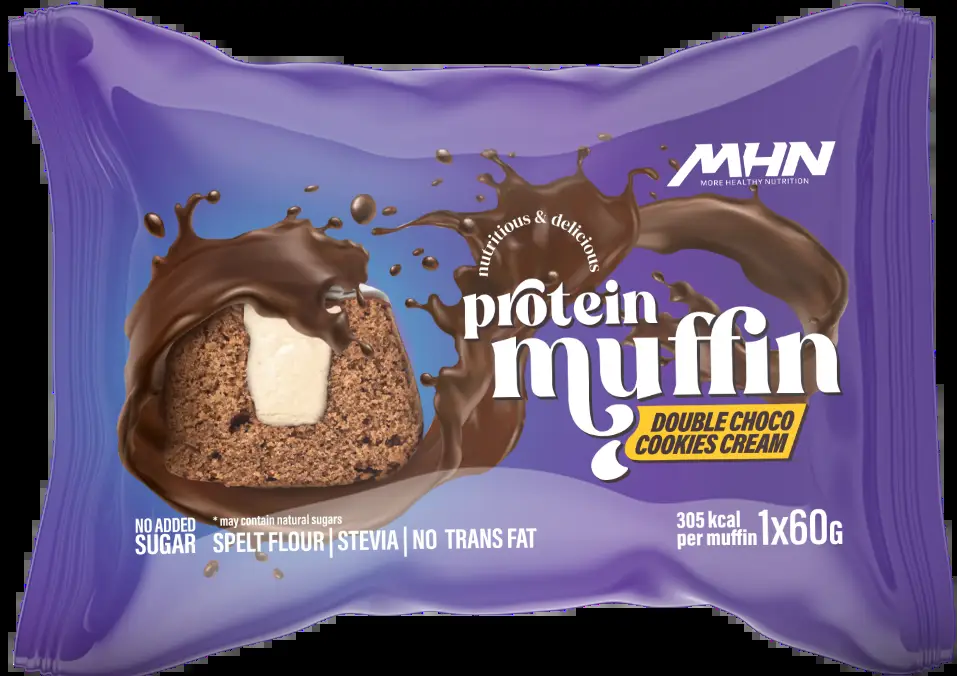 MHN
MORE HEALTHY NUTRITION
nutritious & delicious
protein
muffin
DOUBLE CHOCO
COOKIES CREAM
NO ADDED
SUGAR
* may contain natural sugars
SPELT FLOUR | STEVIA | NO TRANS FAT
305 kcal
per muffin
1x60G